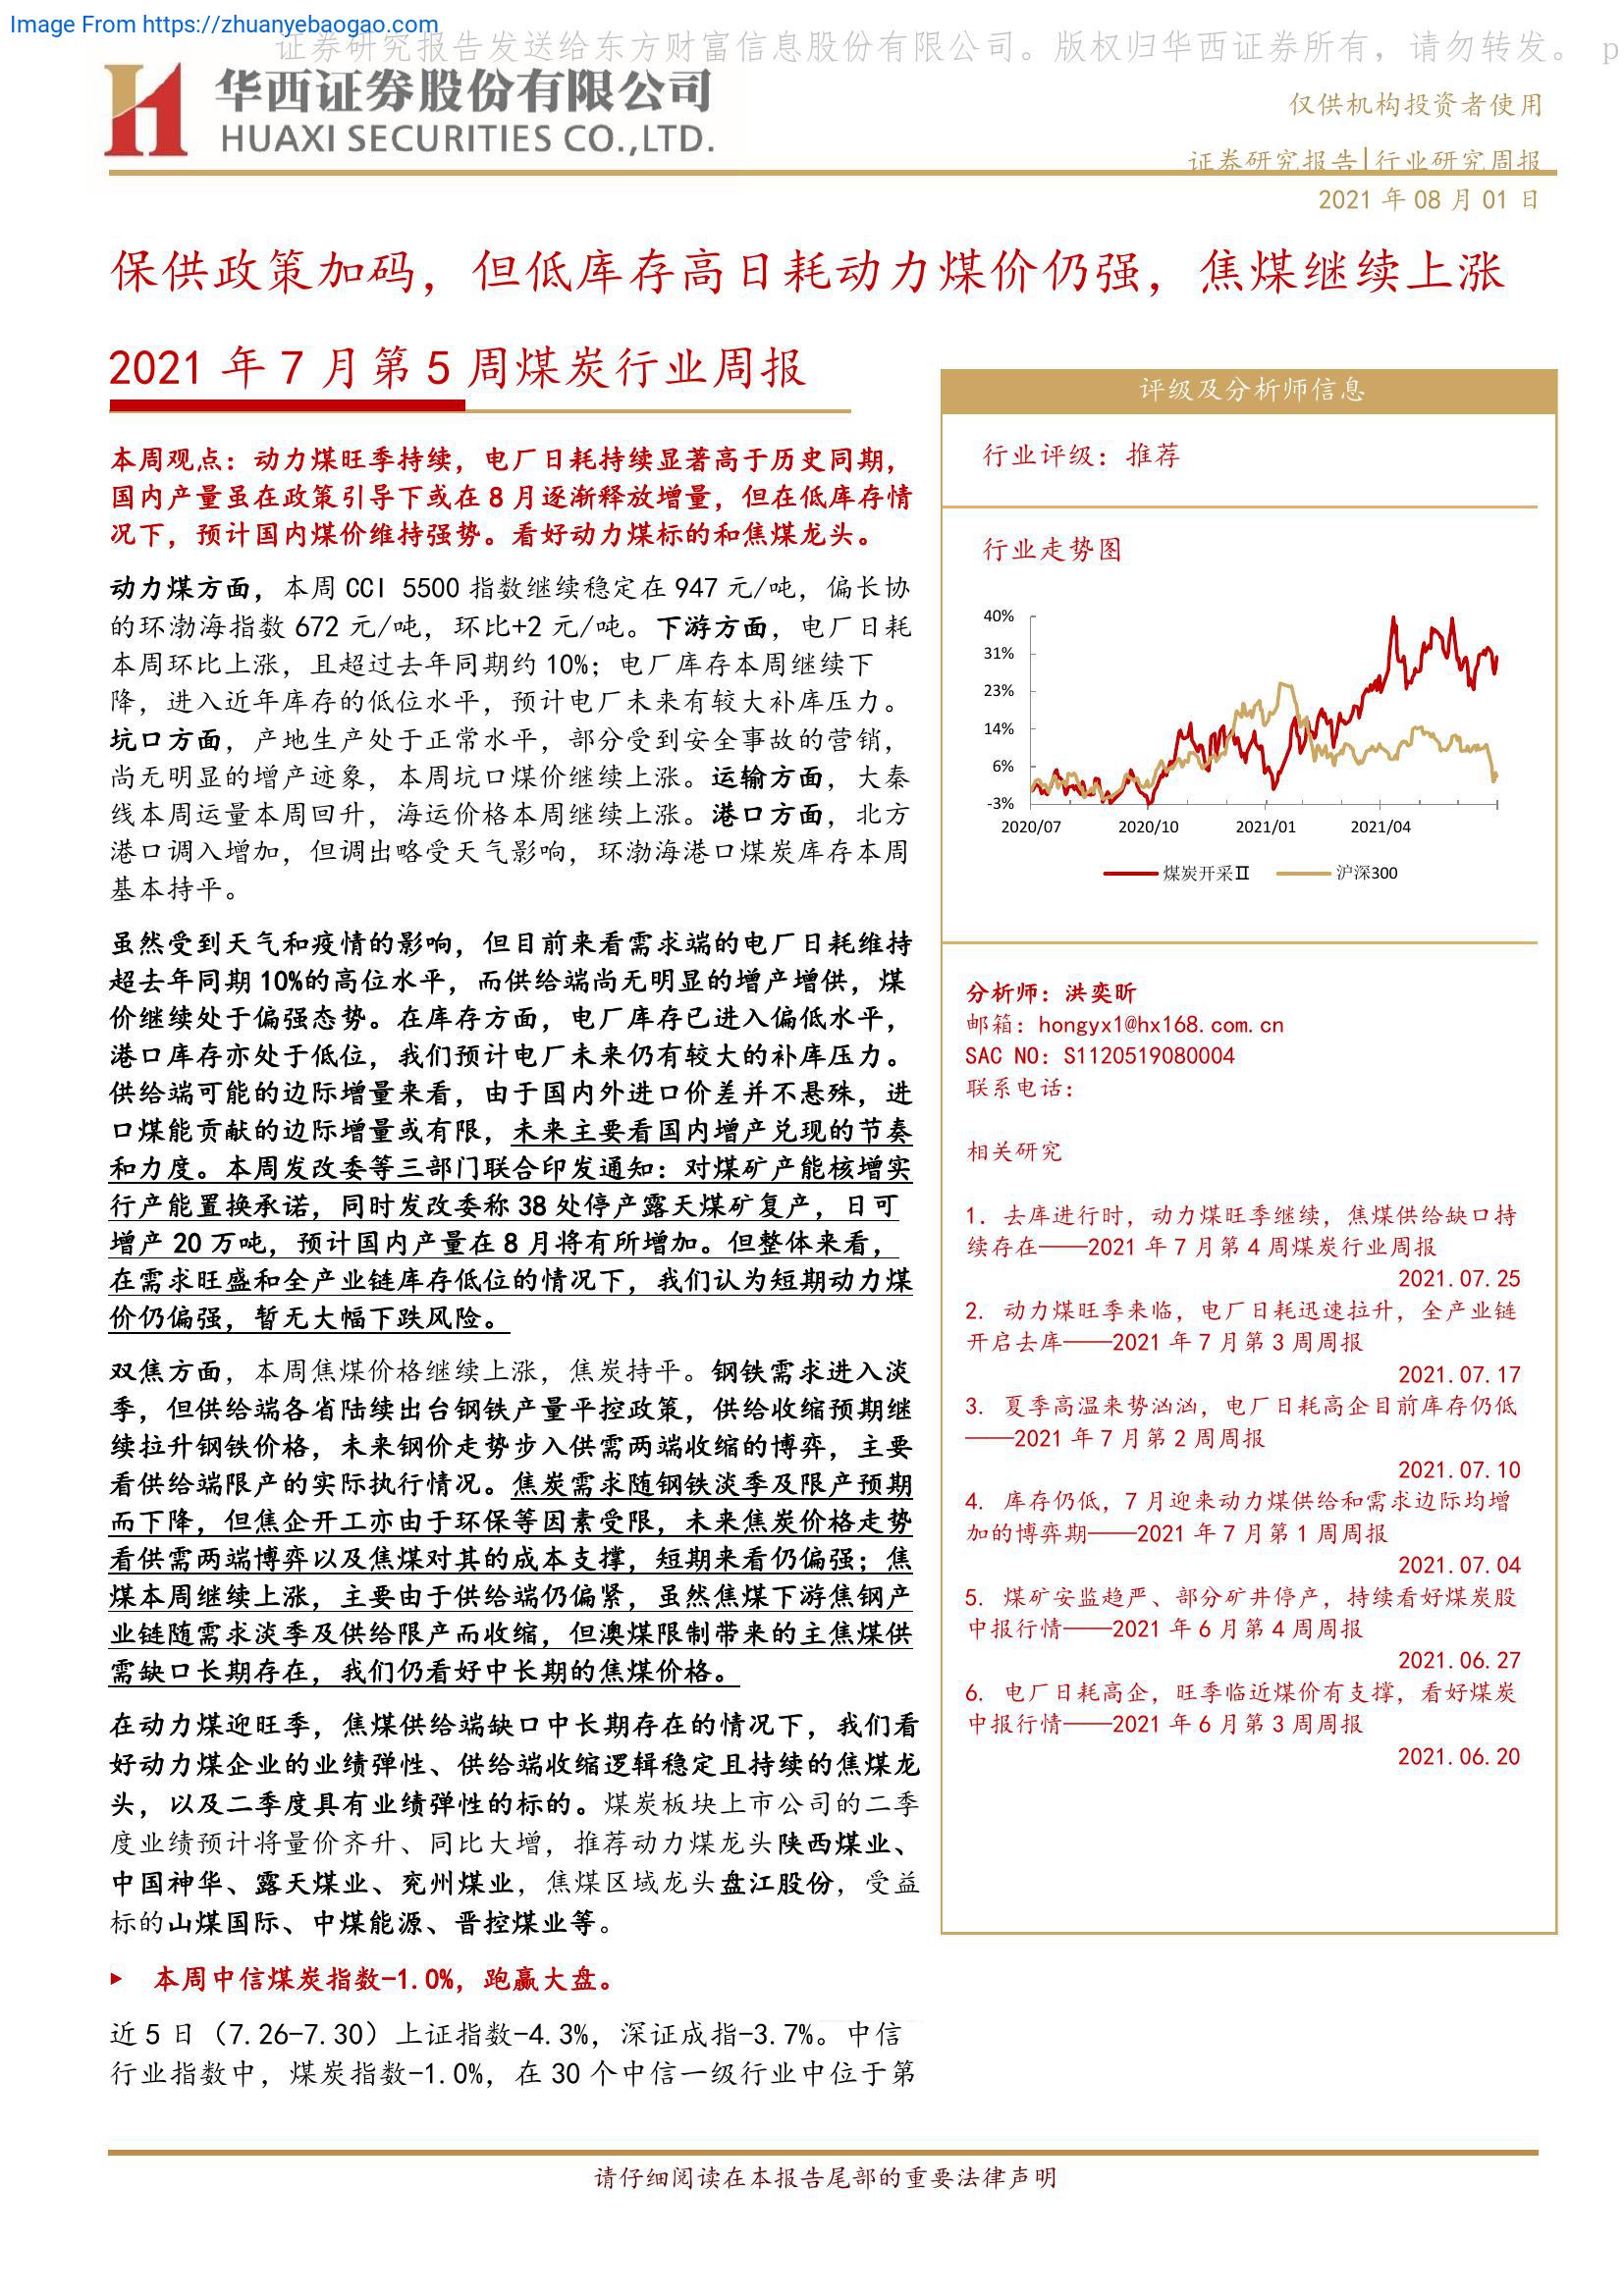 Image From https://zhuanyebaogao.com
证券研究报告发送给东方财富信息股份有限公司。版权归华西证券所有，请勿转发。 p
华西证券股份有限公司
HUAXI SECURITIES CO.,LTD.
仅供机构投资者使用
证券研究报告|行业研究周报
2021 年 08 月 01 日
保供政策加码，但低库存高日耗动力煤价仍强，焦煤继续上涨
2021 年 7 月第 5 周煤炭行业周报
本周观点：动力煤旺季持续，电厂日耗持续显著高于历史同期，
国内产量虽在政策引导下或在 8 月逐渐释放增量，但在低库存情
况下，预计国内煤价维持强势。看好动力煤标的和焦煤龙头。
动力煤方面，本周 CCI 5500 指数继续稳定在 947 元/吨，偏长协
的环渤海指数 672 元/吨，环比+2 元/吨。下游方面，电厂日耗
本周环比上涨，且超过去年同期约 10%；电厂库存本周继续下
降，进入近年库存的低位水平，预计电厂未来有较大补库压力。
坑口方面，产地生产处于正常水平，部分受到安全事故的营销，
尚无明显的增产迹象，本周坑口煤价继续上涨。运输方面，大秦
线本周运量本周回升，海运价格本周继续上涨。港口方面，北方
港口调入增加，但调出略受天气影响，环渤海港口煤炭库存本周
基本持平。
虽然受到天气和疫情的影响，但目前来看需求端的电厂日耗维持
超去年同期 10%的高位水平，而供给端尚无明显的增产增供，煤
价继续处于偏强态势。在库存方面，电厂库存已进入偏低水平，
港口库存亦处于低位，我们预计电厂未来仍有较大的补库压力。
供给端可能的边际增量来看，由于国内外进口价差并不悬殊，进
口煤能贡献的边际增量或有限，未来主要看国内增产兑现的节奏
和力度。本周发改委等三部门联合印发通知：对煤矿产能核增实
行产能置换承诺，同时发改委称 38 处停产露天煤矿复产，日可
增产 20 万吨，预计国内产量在 8 月将有所增加。但整体来看，
在需求旺盛和全产业链库存低位的情况下，我们认为短期动力煤
价仍偏强，暂无大幅下跌风险。
双焦方面，本周焦煤价格继续上涨，焦炭持平。钢铁需求进入淡
季，但供给端各省陆续出台钢铁产量平控政策，供给收缩预期继
续拉升钢铁价格，未来钢价走势步入供需两端收缩的博弈，主要
看供给端限产的实际执行情况。焦炭需求随钢铁淡季及限产预期
而下降，但焦企开工亦由于环保等因素受限，未来焦炭价格走势
看供需两端博弈以及焦煤对其的成本支撑，短期来看仍偏强；焦
煤本周继续上涨，主要由于供给端仍偏紧，虽然焦煤下游焦钢产
业链随需求淡季及供给限产而收缩，但澳煤限制带来的主焦煤供
需缺口长期存在，我们仍看好中长期的焦煤价格。
在动力煤迎旺季，焦煤供给端缺口中长期存在的情况下，我们看
好动力煤企业的业绩弹性、供给端收缩逻辑稳定且持续的焦煤龙
头，以及二季度具有业绩弹性的标的。煤炭板块上市公司的二季
度业绩预计将量价齐升、同比大增，推荐动力煤龙头陕西煤业、
中国神华、露天煤业、兖州煤业，焦煤区域龙头盘江股份，受益
标的山煤国际、中煤能源、晋控煤业等。
▶ 本周中信煤炭指数-1.0%，跑赢大盘。
近 5 日（7.26-7.30）上证指数-4.3%，深证成指-3.7%。中信
行业指数中，煤炭指数-1.0%，在 30 个中信一级行业中位于第
评级及分析师信息
行业评级：推荐
行业走势图
40%
31%
23%
14%
6%
-3%
2020/07 2020/10 2021/01 2021/04
煤炭开采Ⅱ 沪深300
分析师：洪奕昕
邮箱：hongyx1@hx168.com.cn
SAC NO：S1120519080004
联系电话：
相关研究
1. 去库进行时，动力煤旺季继续，焦煤供给缺口持
续存在——2021 年 7 月第 4 周煤炭行业周报
2021.07.25
2. 动力煤旺季来临，电厂日耗迅速拉升，全产业链
开启去库——2021 年 7 月第 3 周周报
2021.07.17
3. 夏季高温来势汹汹，电厂日耗高企目前库存仍低
——2021 年 7 月第 2 周周报
2021.07.10
4. 库存仍低，7 月迎来动力煤供给和需求边际均增
加的博弈期——2021 年 7 月第 1 周周报
2021.07.04
5. 煤矿安监趋严、部分矿井停产，持续看好煤炭股
中报行情——2021 年 6 月第 4 周周报
2021.06.27
6. 电厂日耗高企，旺季临近煤价有支撑，看好煤炭
中报行情——2021 年 6 月第 3 周周报
2021.06.20
请仔细阅读在本报告尾部的重要法律声明